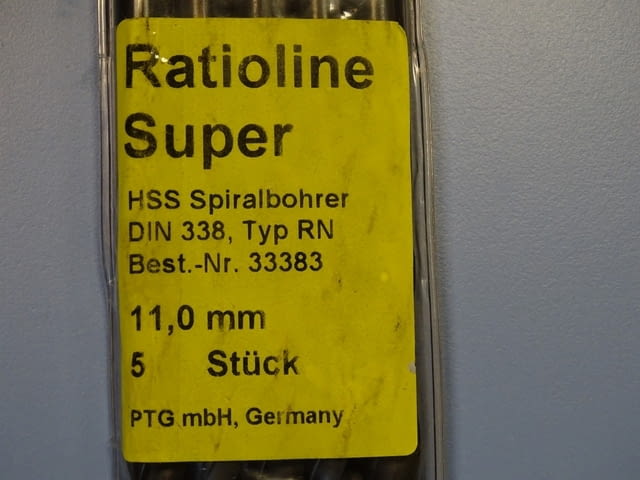 Ratioline
Super
HSS Spiralbohrer
DIN 338, Typ RN
Best.-Nr. 33383
11,0 mm
5 Stück
PTG mbH, Germany